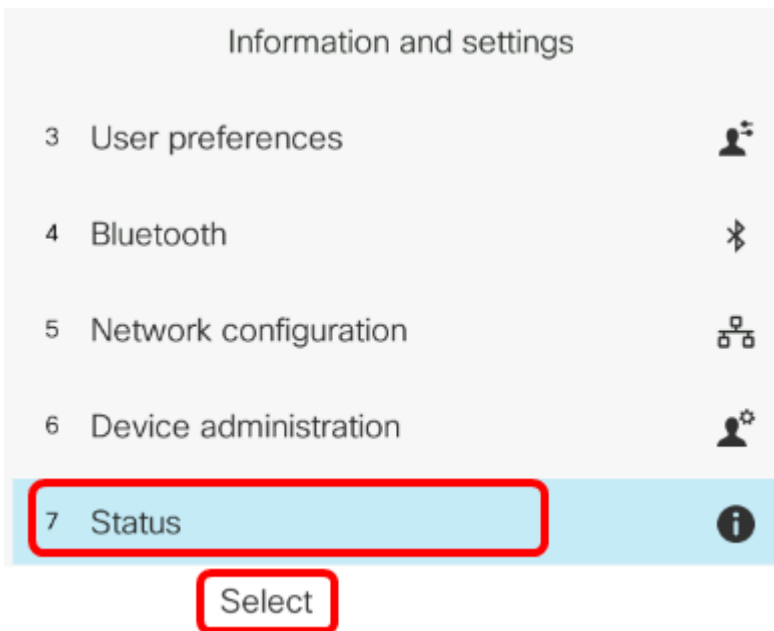 Information and settings
3 User preferences
4 Bluetooth
5 Network configuration
6 Device administration
7 Status
Select